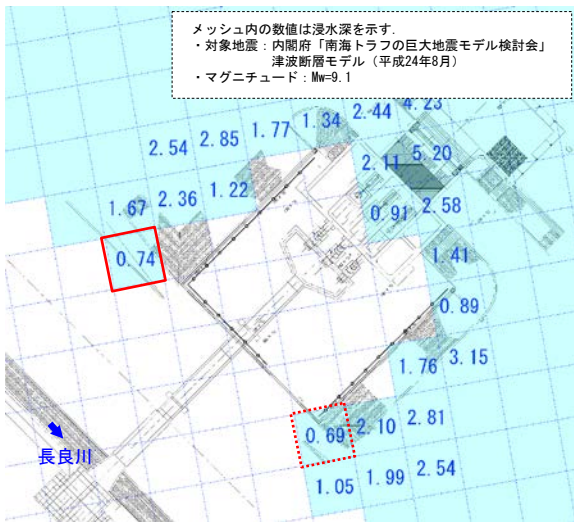 メッシュ内の数値は浸水深を示す.
・対象地震：内閣府「南海トラフの巨大地震モデル検討会」
津波断層モデル（平成24年8月）
・マグニチュード：Mw=9.1
2.54 2.85 1.77 1.34 2.44 4.23
1.67 2.36 1.22 2.11 5.20
0.91 2.58
0.74 1.41
0.89
1.76 3.15
0.69 2.10 2.81
1.05 1.99 2.54
長良川